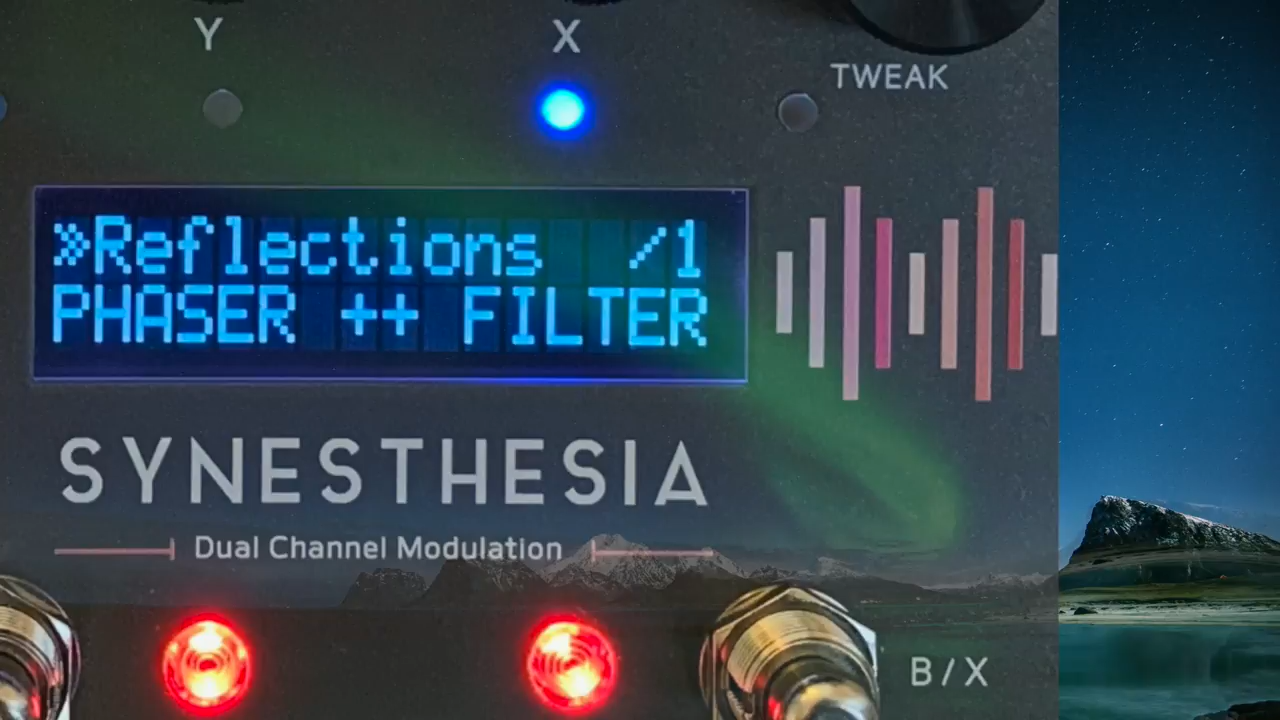 Y X
TWEAK
»Reflections /1
PHASER ++ FILTER
SYNESTHESIA
Dual Channel Modulation
B/X